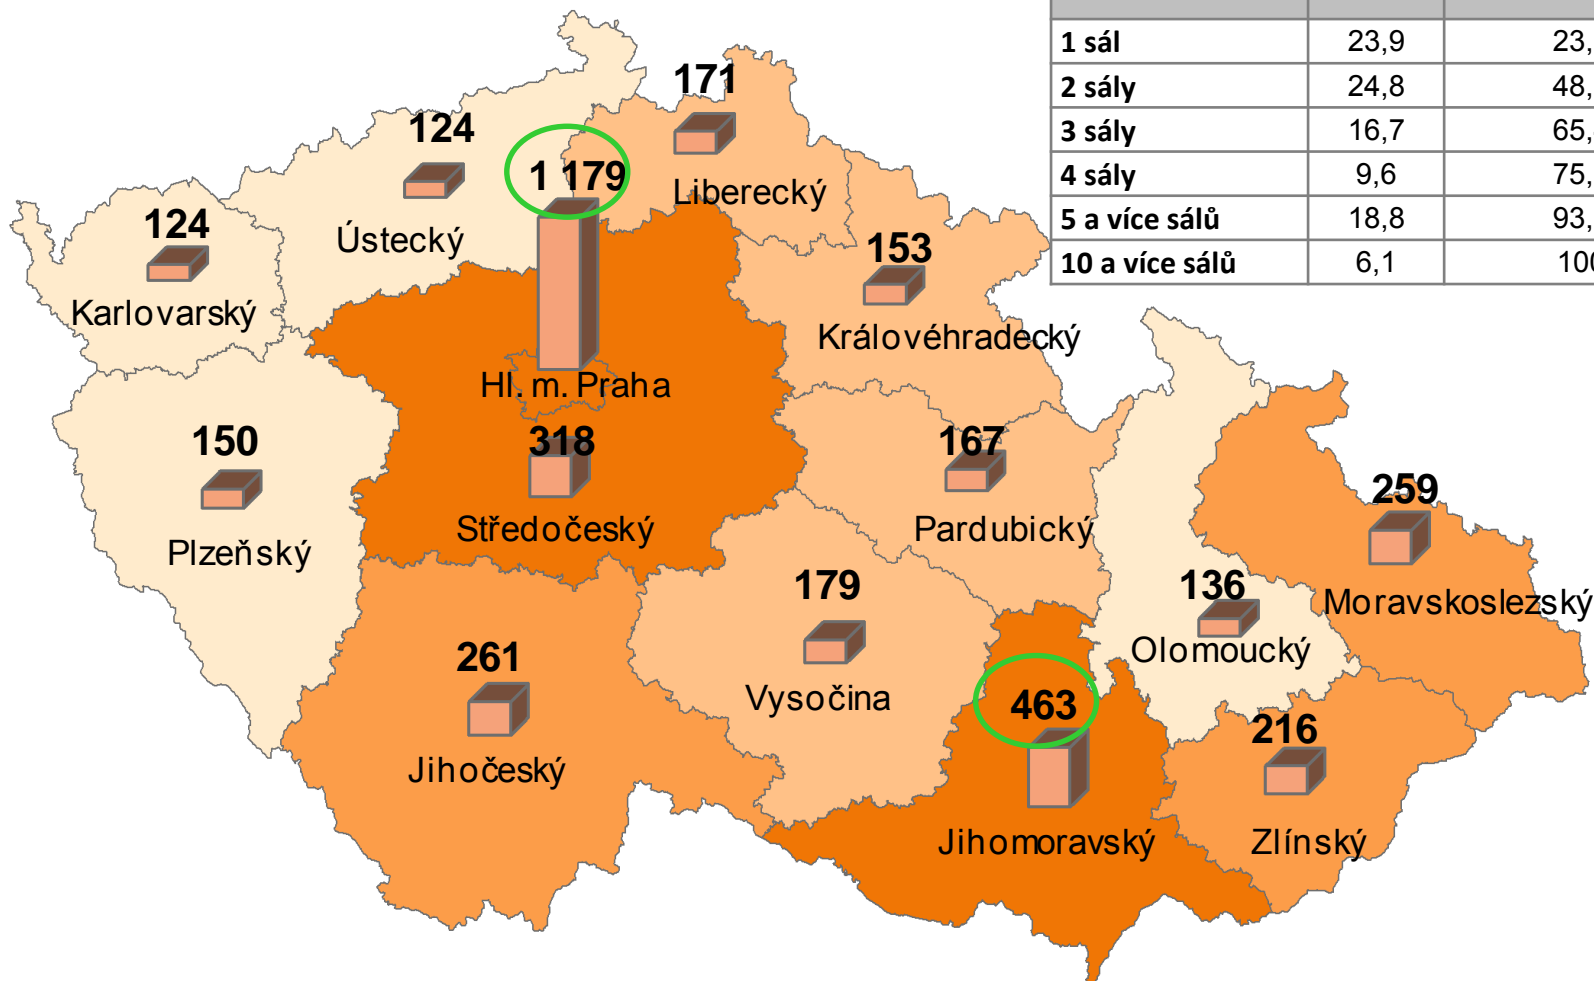 1 sál 23,9 23,
2 sály 24,8 48,
3 sály 16,7 65,
4 sály 9,6 75,
5 a více sálů 18,8 93,
10 a více sálů 6,1 100
171
Liberecký
124
Ústecký
1 179
Hl. m. Praha
124
Karlovarský
153
Královéhradecký
150
Plzeňský
318
Středočeský
167
Pardubický
259
Moravskoslezský
136
Olomoucký
179
Vysočina
261
Jihočeský
463
Jihomoravský
216
Zlínský